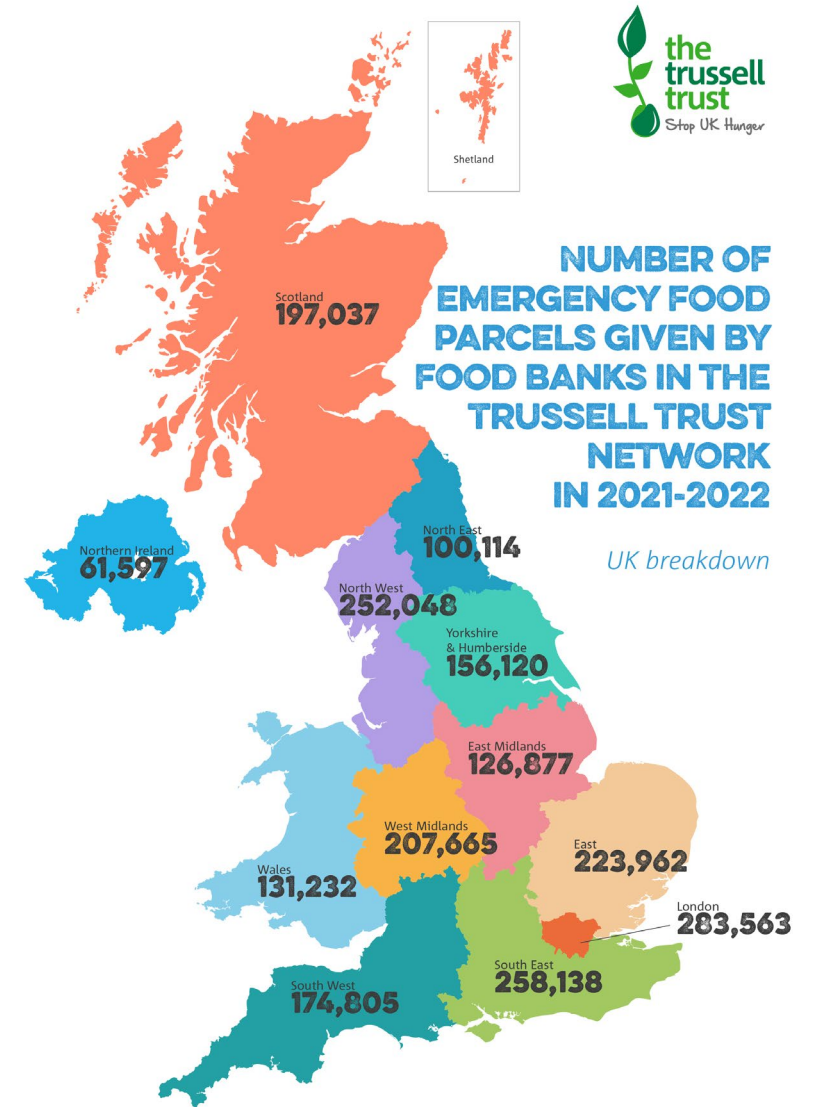 the
trussell
trust
Stop UK Hunger
Shetland
NUMBER OF
EMERGENCY FOOD
PARCELS GIVEN BY
FOOD BANKS IN THE
TRUSSELL TRUST
NETWORK
IN 2021-2022
UK breakdown
Scotland
197,037
Northern Ireland
61,597
North East
100,114
North West
252,048
Yorkshire
& Humberside
156,120
East Midlands
126,877
West Midlands
207,665
East
223,962
Wales
131,232
London
283,563
South East
258,138
South West
174,805